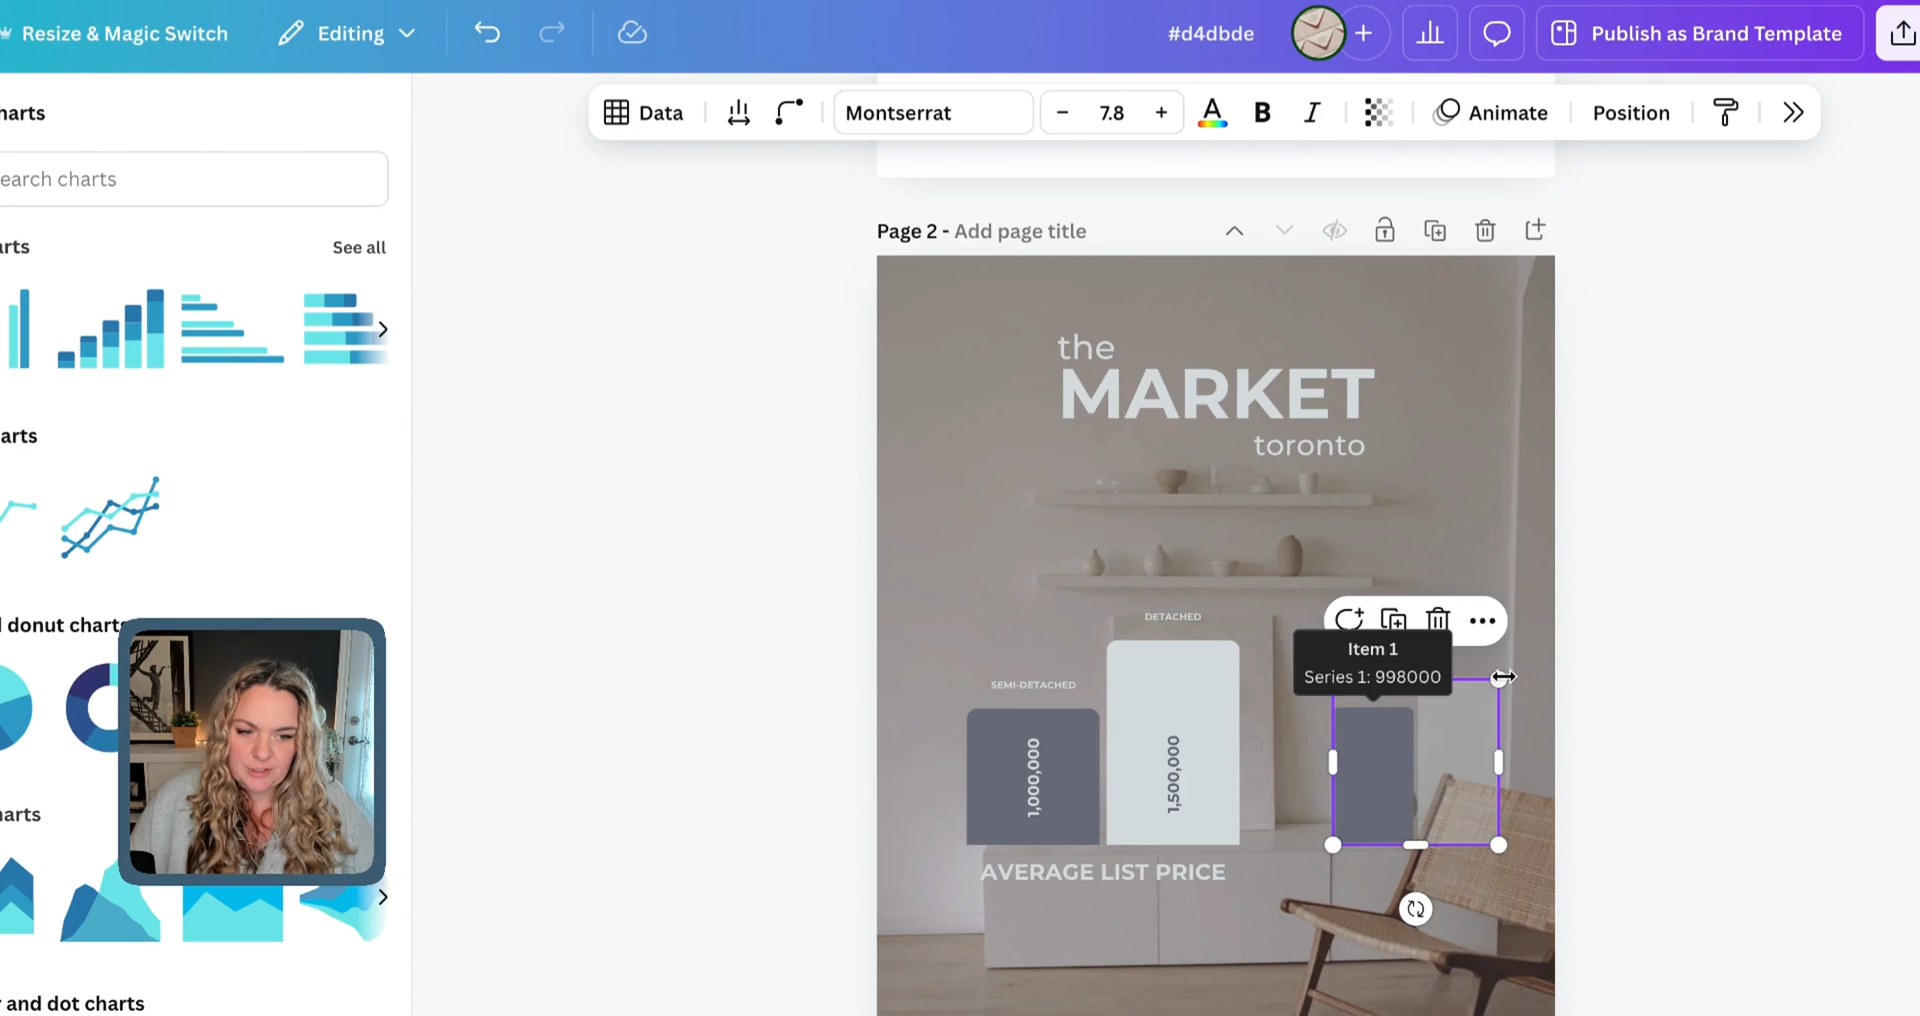 Resize & Magic Switch
Editing
#d4dbde
Publish as Brand Template
harts
Data
Montserrat
− 7.8 +
A
B
I
Animate
Position
earch charts
arts
See all
Page 2 - Add page title
the
MARKET
toronto
arts
DETACHED
Item 1
Series 1: 998000
SEMI-DETACHED
1,000,000
1,500,000
AVERAGE LIST PRICE
donut charts
harts
and dot charts